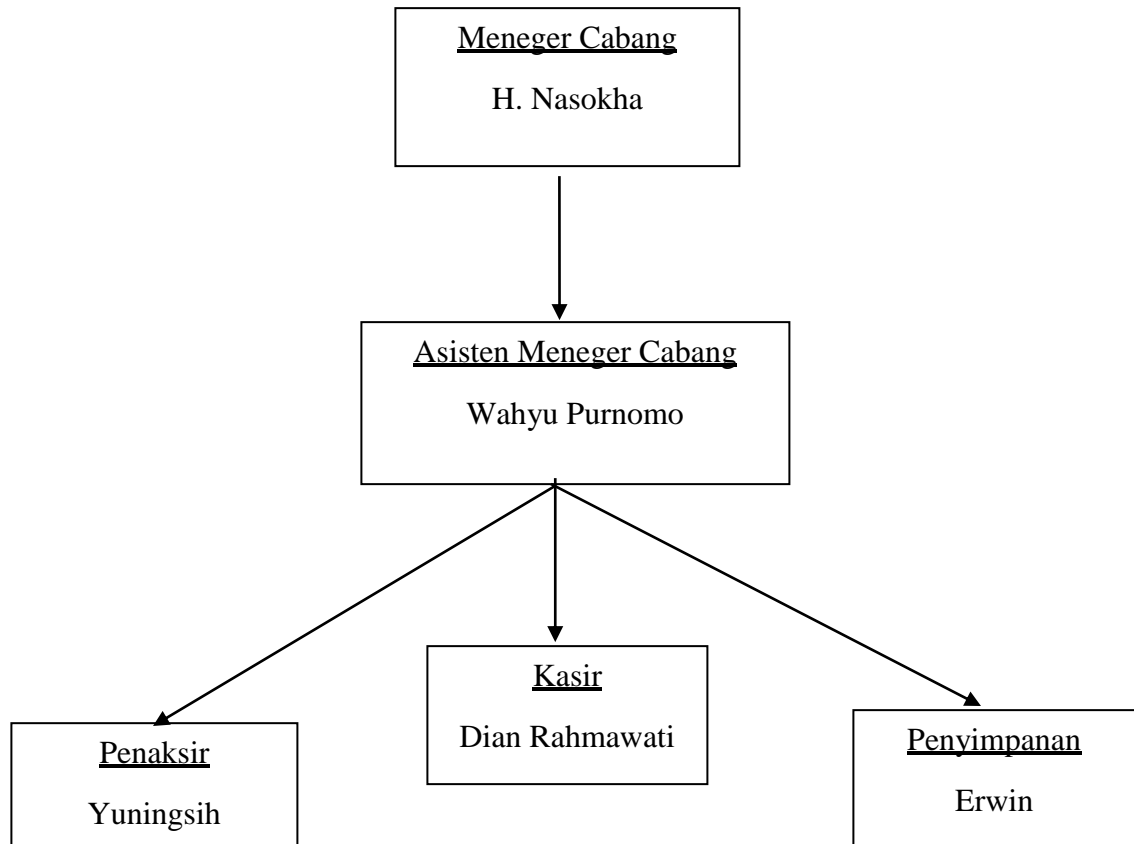 Meneger Cabang
H. Nasokha
Asisten Meneger Cabang
Wahyu Purnomo
Kasir
Dian Rahmawati
Penaksir
Yuningsih
Penyimpanan
Erwin